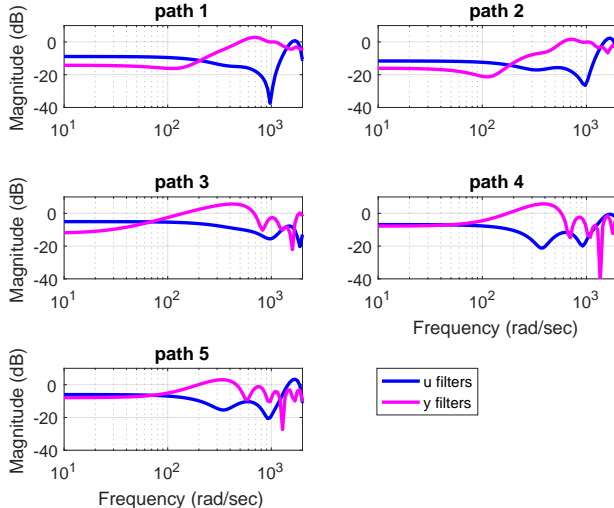 path 1
path 2
Magnitude (dB)
0
-20
-40
10^1
10^2
10^3
0
-20
-40
10^1
10^2
10^3
path 3
path 4
Magnitude (dB)
0
-20
-40
10^1
10^2
10^3
0
-20
-40
10^1
10^2
10^3
Frequency (rad/sec)
path 5
Magnitude (dB)
0
-20
-40
10^1
10^2
10^3
Frequency (rad/sec)
u filters
y filters